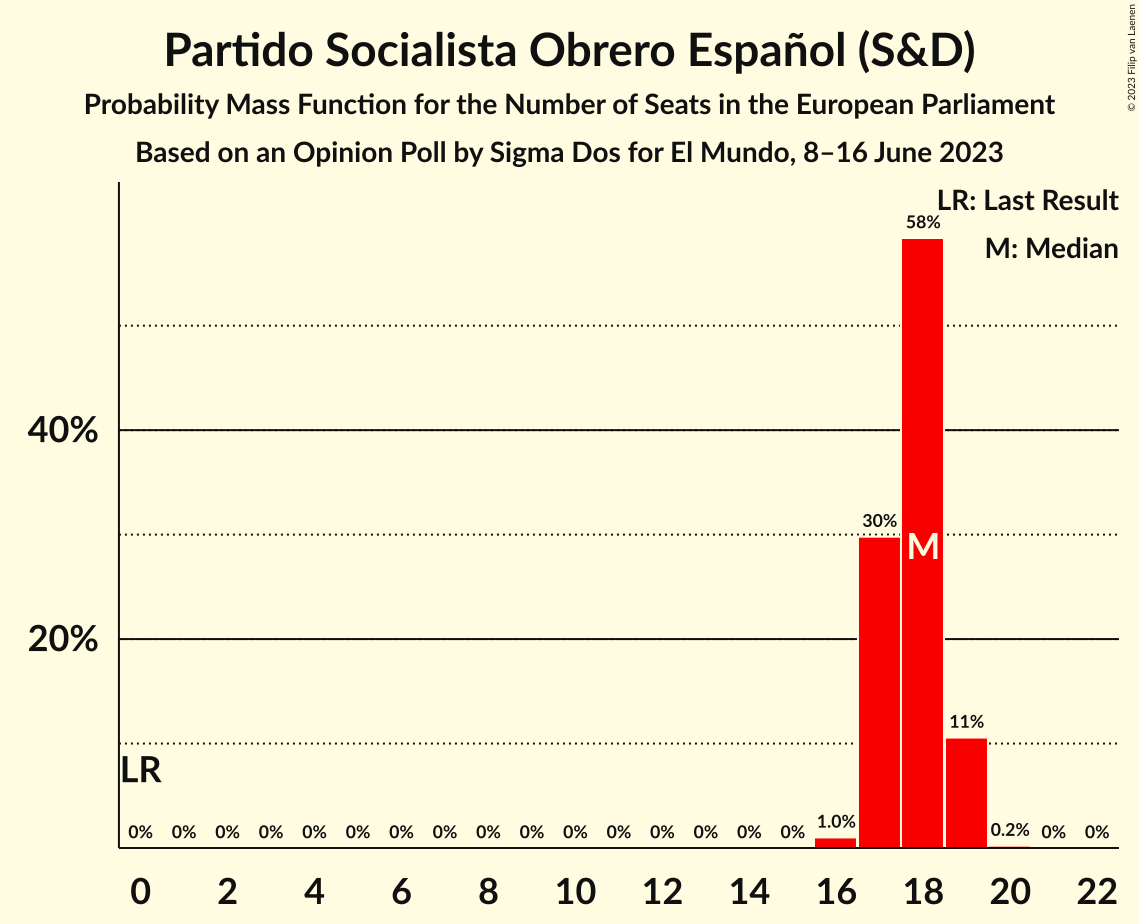 Partido Socialista Obrero Español (S&D)
Probability Mass Function for the Number of Seats in the European Parliament
Based on an Opinion Poll by Sigma Dos for El Mundo, 8–16 June 2023
© 2023 Filip van Laenen
LR: Last Result
M: Median
58%
40%
30%
M
20%
11%
LR
0% 0% 0% 0% 0% 0% 0% 0% 0% 0% 0% 0% 0% 0% 0% 0% 1.0% 0.2% 0% 0%
0 2 4 6 8 10 12 14 16 18 20 22